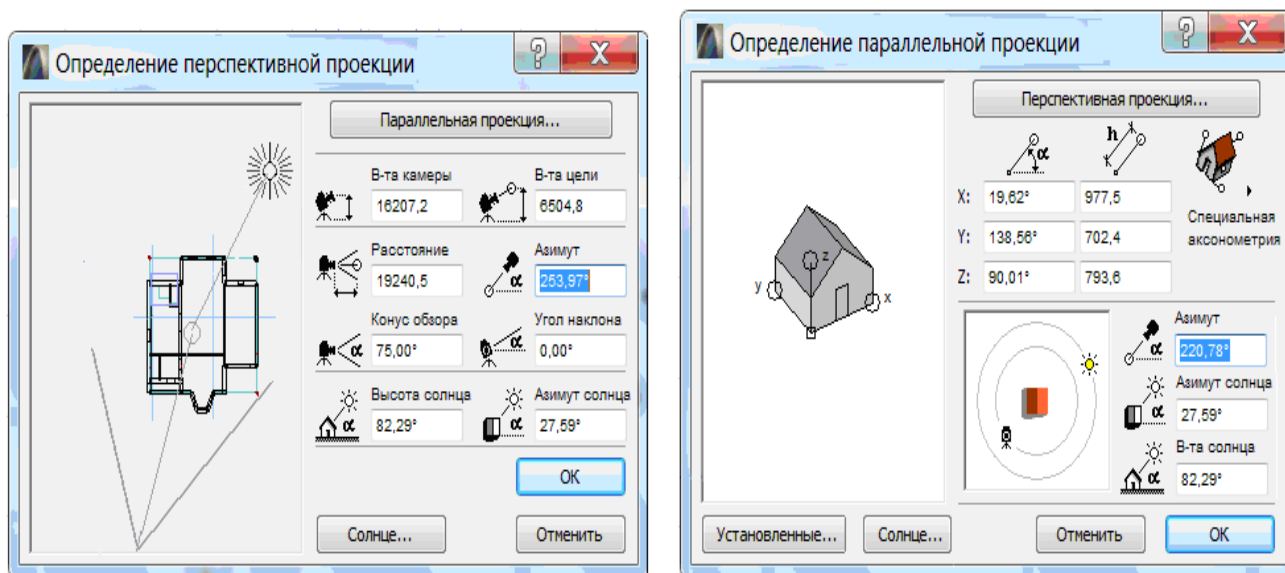 Определение перспективной проекции
Параллельная проекция...
В-та камеры
В-та цели
16207,2
6504,8
Расстояние
Азимут
19240,5
α
253,97°
Конус обзора
Угол наклона
α
75,00°
α
0,00°
Высота солнца
Азимут солнца
α
82,29°
α
27,59°
OK
Солнце...
Отменить
Определение параллельной проекции
Перспективная проекция...
α
h
X:
19,62°
977,5
Y:
138,56°
702,4
Z:
90,01°
793,6
Специальная
аксонометрия
z
y
x
Азимут
α
220,78°
Азимут солнца
α
27,59°
В-та солнца
α
82,29°
Установленные...
Солнце...
Отменить
OK